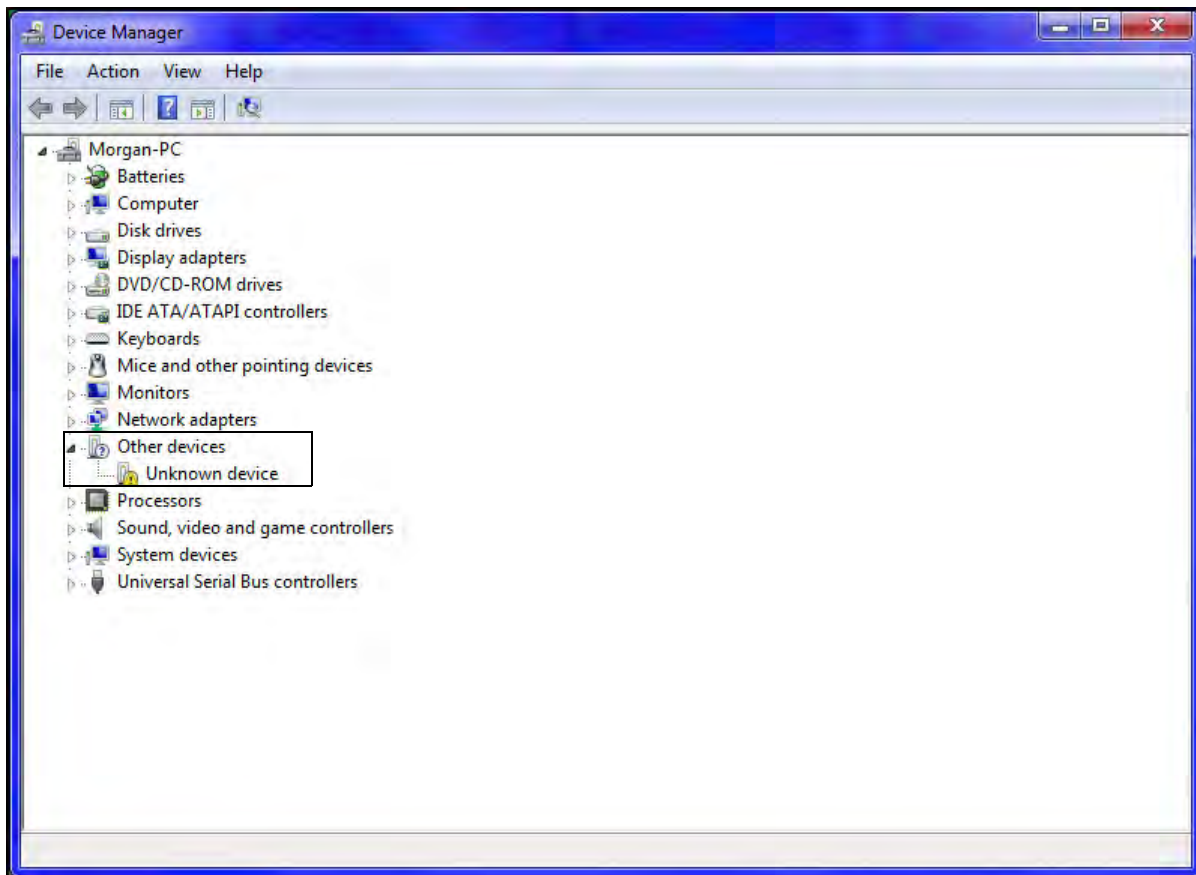 Device Manager
File Action View Help
Morgan-PC
Batteries
Computer
Disk drives
Display adapters
DVD/CD-ROM drives
IDE ATA/ATAPI controllers
Keyboards
Mice and other pointing devices
Monitors
Network adapters
Other devices
Unknown device
Processors
Sound, video and game controllers
System devices
Universal Serial Bus controllers